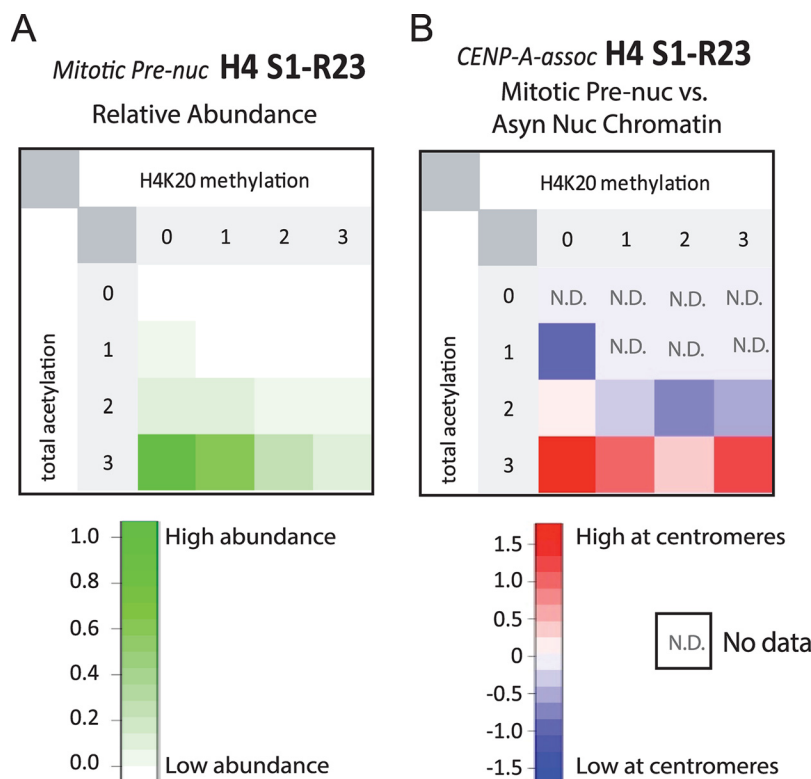 A
Mitotic Pre-nuc H4 S1-R23
Relative Abundance
H4K20 methylation
0 1 2 3
total acetylation
0
1
2
3
1.0 High abundance
0.8
0.6
0.4
0.2
0.0 Low abundance
B
CENP-A-assoc H4 S1-R23
Mitotic Pre-nuc vs.
Asyn Nuc Chromatin
H4K20 methylation
0 1 2 3
total acetylation
0 N.D. N.D. N.D. N.D.
1 N.D. N.D. N.D.
2
3
1.5 High at centromeres
1.0
0.5
0
-0.5
-1.0
-1.5 Low at centromeres
N.D. No data